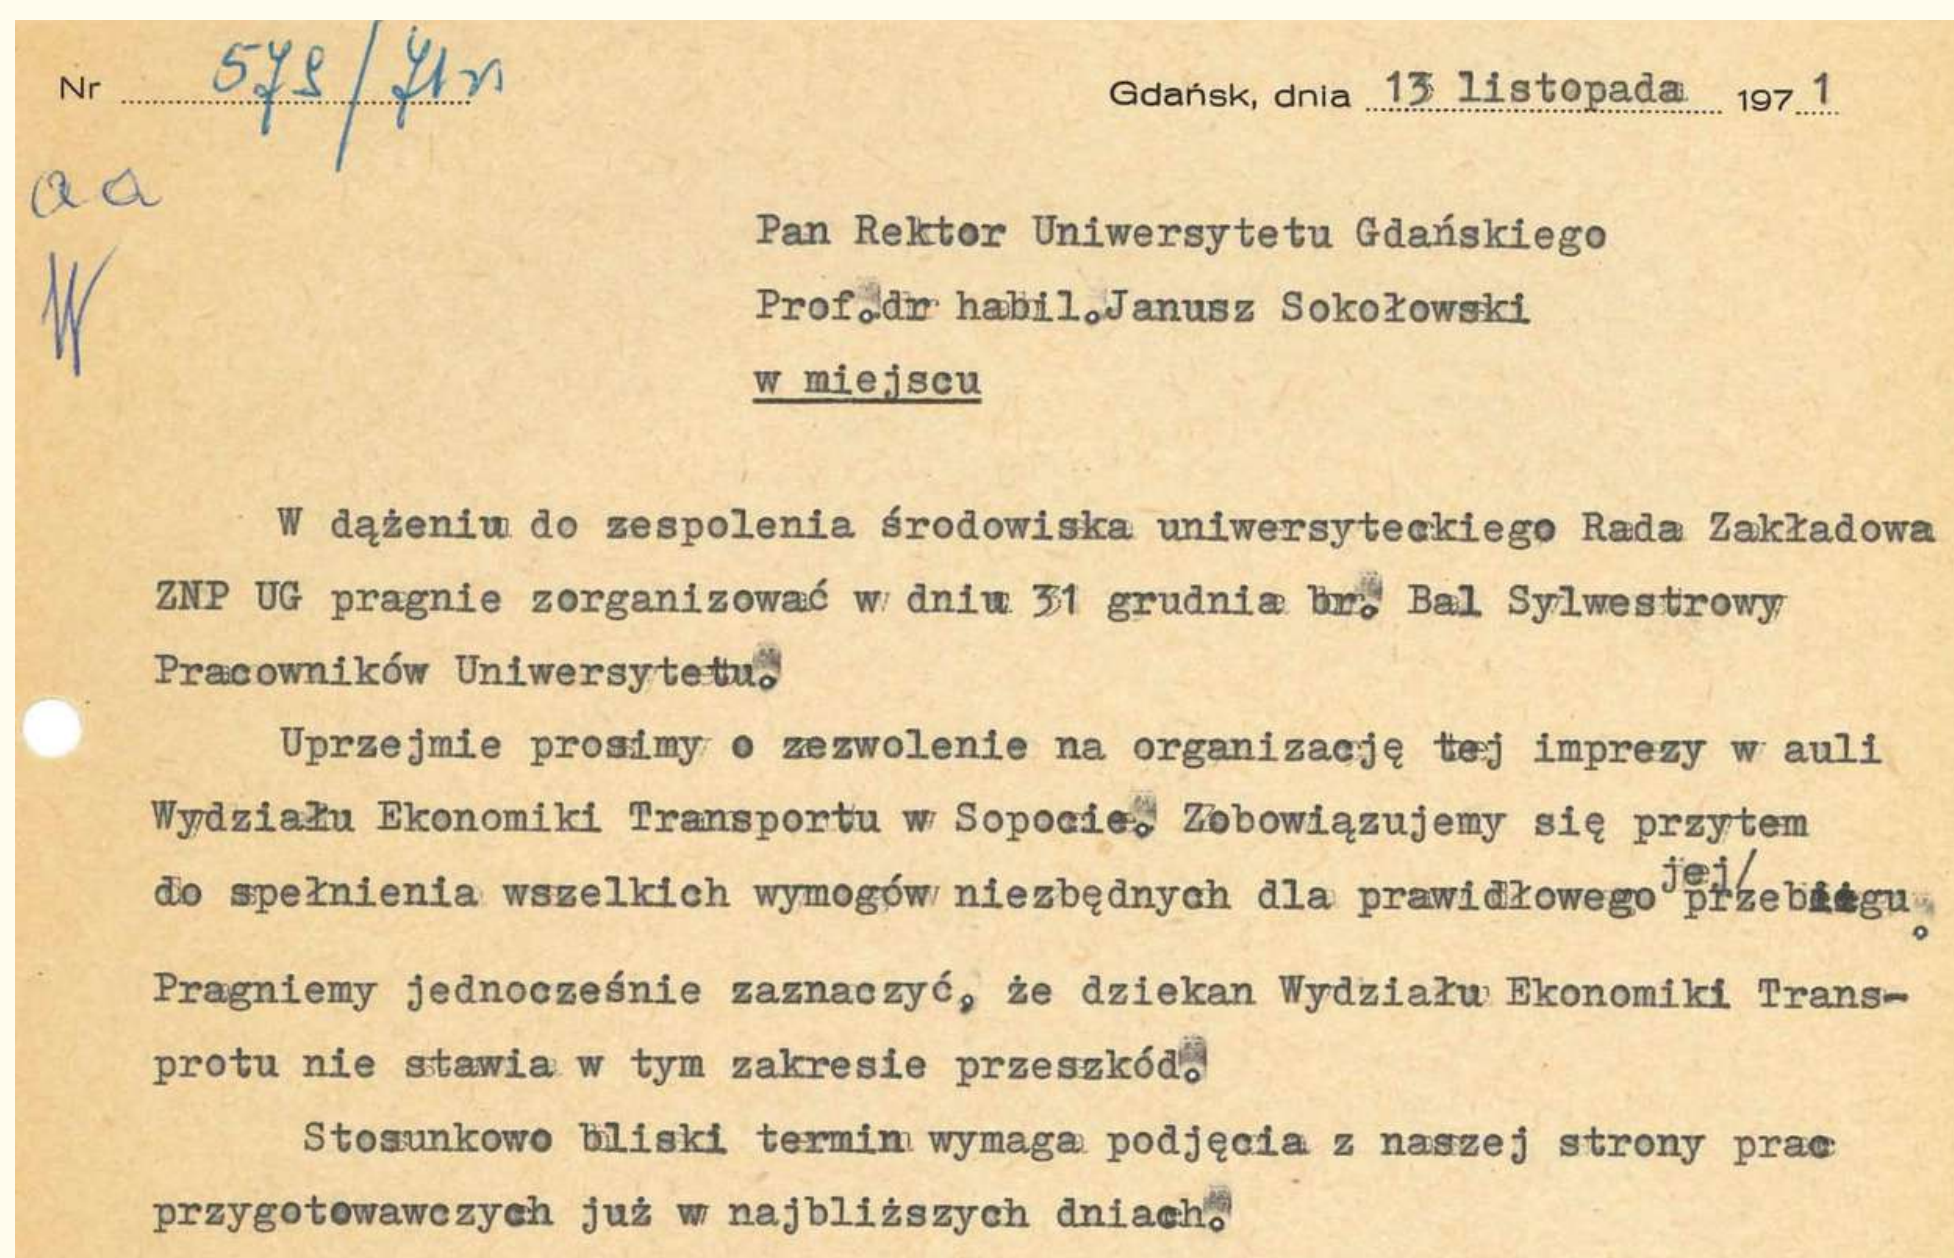 Nr 579/71 Gdańsk, dnia 13 listopada 1971
aa
Pan Rektor Uniwersytetu Gdańskiego
Prof.dr habil.Janusz Sokołowski
w miejscu
W dążeniu do zespolenia środowiska uniwersyteckiego Rada Zakładowa
ZNP UG pragnie zorganizować w dniu 31 grudnia br. Bal Sylwestrowy
Pracowników Uniwersytetu.
Uprzejmie prosimy o zezwolenie na organizację tej imprezy w auli
Wydziału Ekonomiki Transportu w Sopocie. Zobowiązujemy się przytem
do spełnienia wszelkich wymogów niezbędnych dla prawidłowego jej/ przebiegu.
Pragniemy jednocześnie zaznaczyć, że dziekan Wydziału Ekonomiki Trans-
protu nie stawia w tym zakresie przeszkód.
Stosunkowo bliski termin wymaga podjęcia z naszej strony prac
przygotowawczych już w najbliższych dniach.